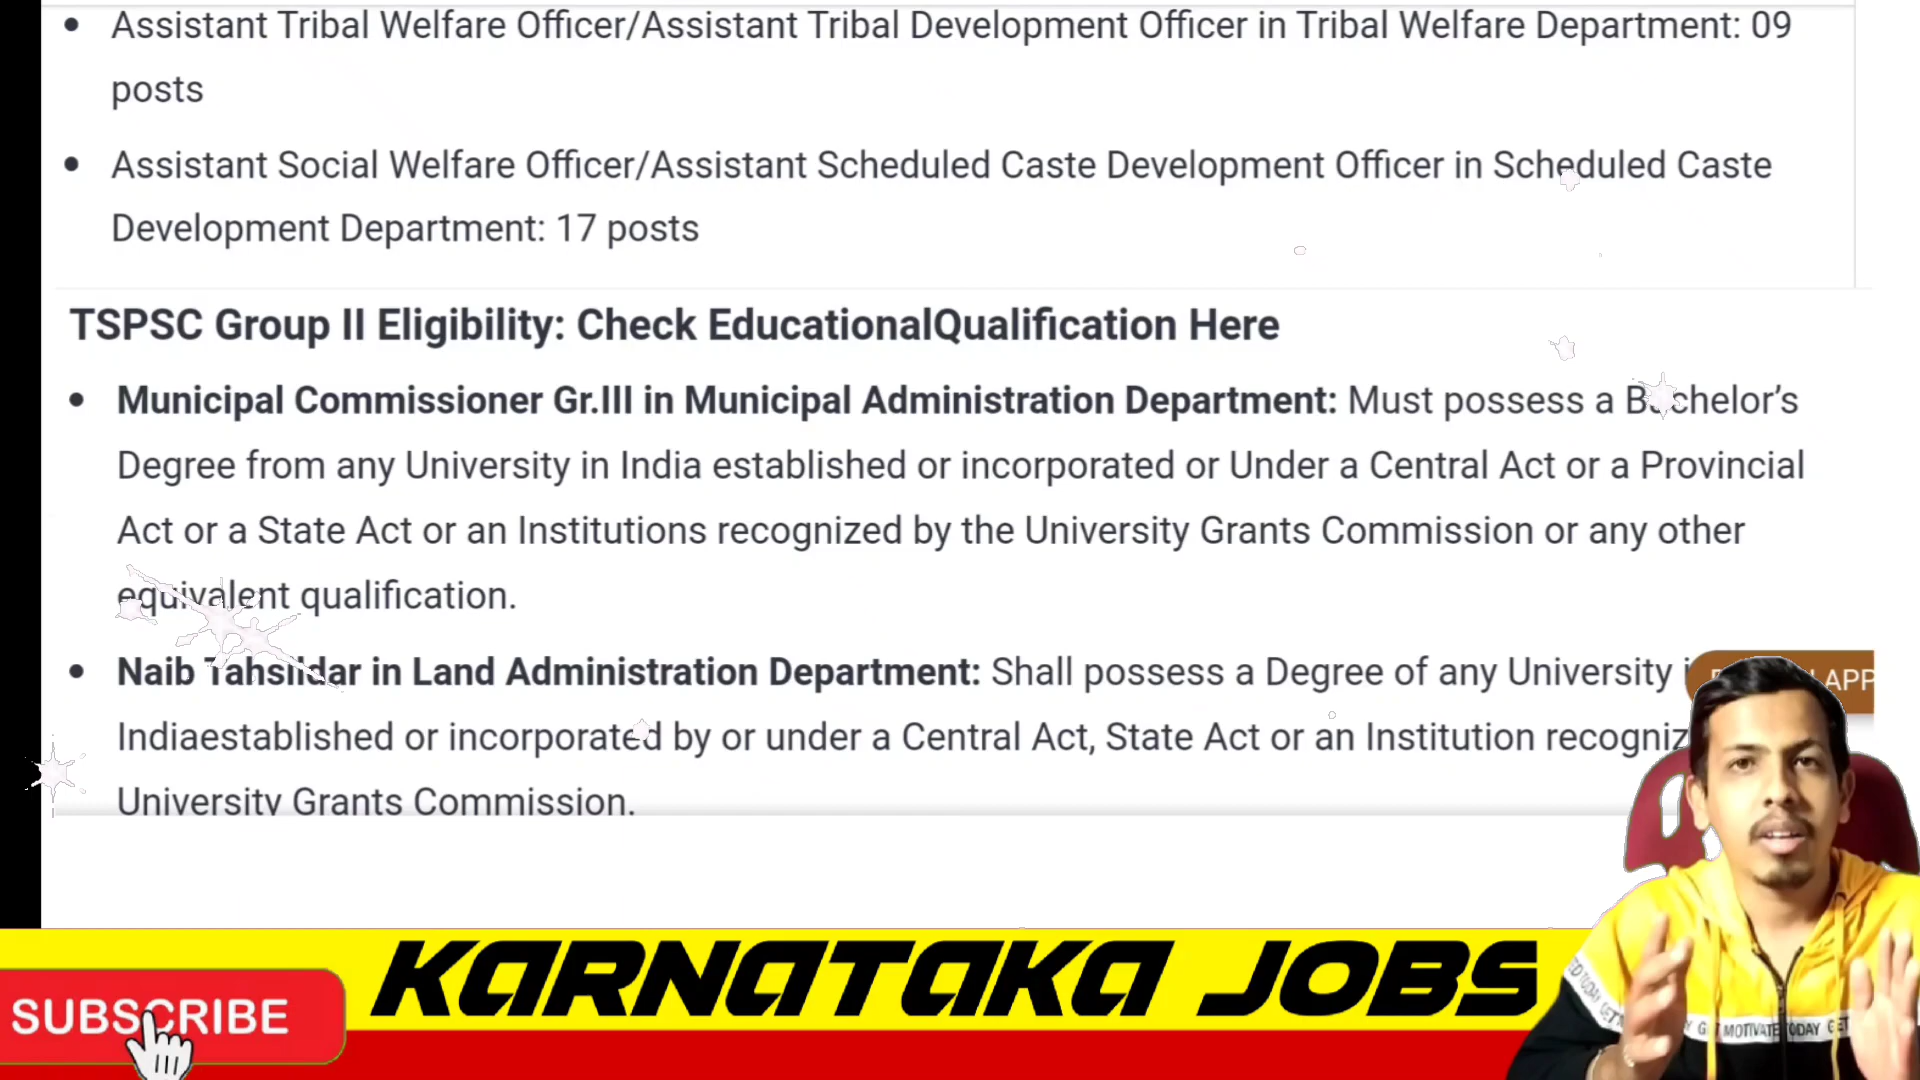 Assistant Tribal Welfare Officer/Assistant Tribal Development Officer in Tribal Welfare Department: 09
posts
Assistant Social Welfare Officer/Assistant Scheduled Caste Development Officer in Scheduled Caste
Development Department: 17 posts
TSPSC Group II Eligibility: Check EducationalQualification Here
Municipal Commissioner Gr.III in Municipal Administration Department: Must possess a Bachelor's
Degree from any University in India established or incorporated or Under a Central Act or a Provincial
Act or a State Act or an Institutions recognized by the University Grants Commission or any other
equivalent qualification.
Naib Tahsildar in Land Administration Department: Shall possess a Degree of any University
APP
Indiaestablished or incorporated by or under a Central Act, State Act or an Institution
University Grants Commission.
KARNATAKA JOBS
SUBSCRIBE
MOTIVATE TODAY GET